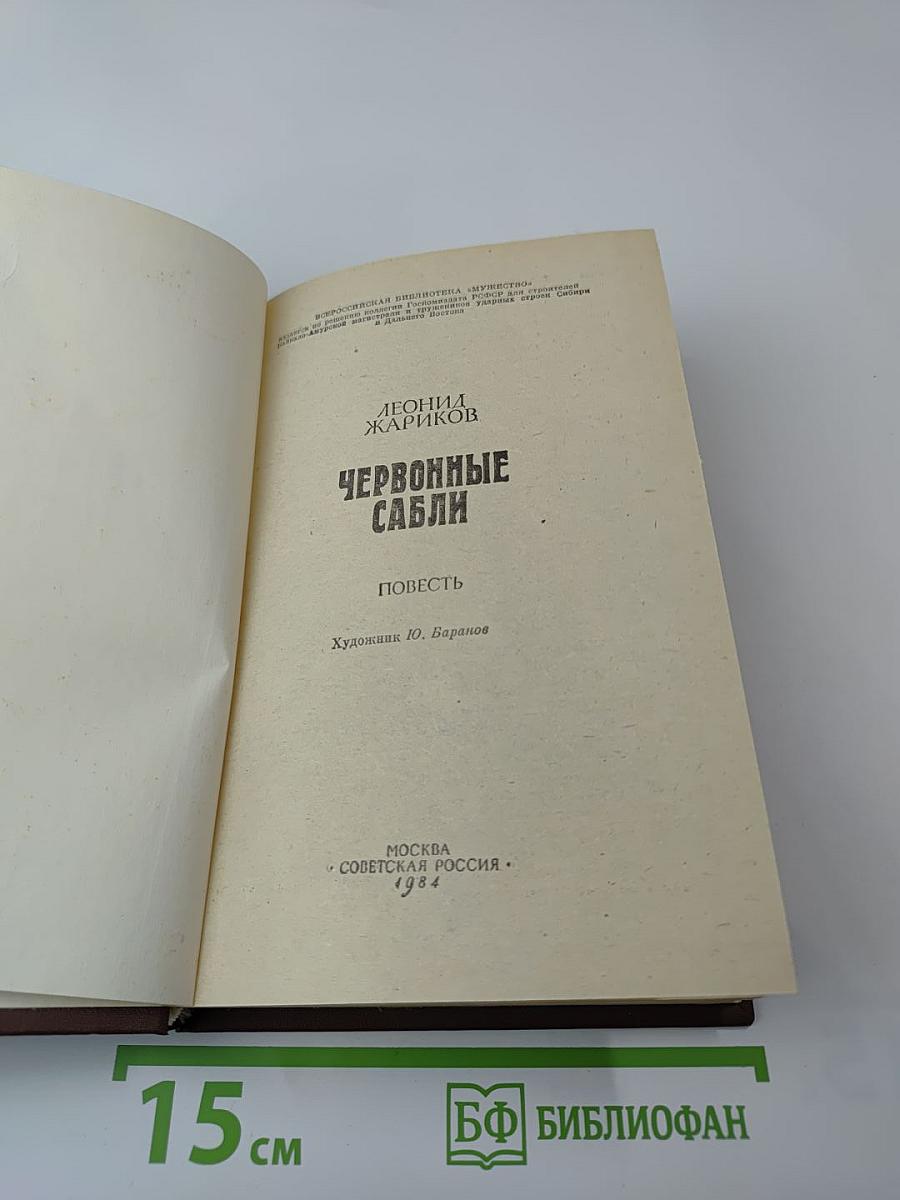 ВСЕРОССИЙСКАЯ БИБЛИОТЕКА «МУЖЕСТВО»
издается по решению коллегии Госкомиздата РСФСР для строителей
Байкало-Амурской магистрали и тружеников ударных строек Сибири
и Дальнего Востока
ЛЕОНИД
ЖАРИКОВ
ЧЕРВОННЫЕ
САБЛИ
ПОВЕСТЬ
Художник Ю. Баранов
МОСКВА
• СОВЕТСКАЯ РОССИЯ •
1984
15 см
БФ БИБЛИОФАН